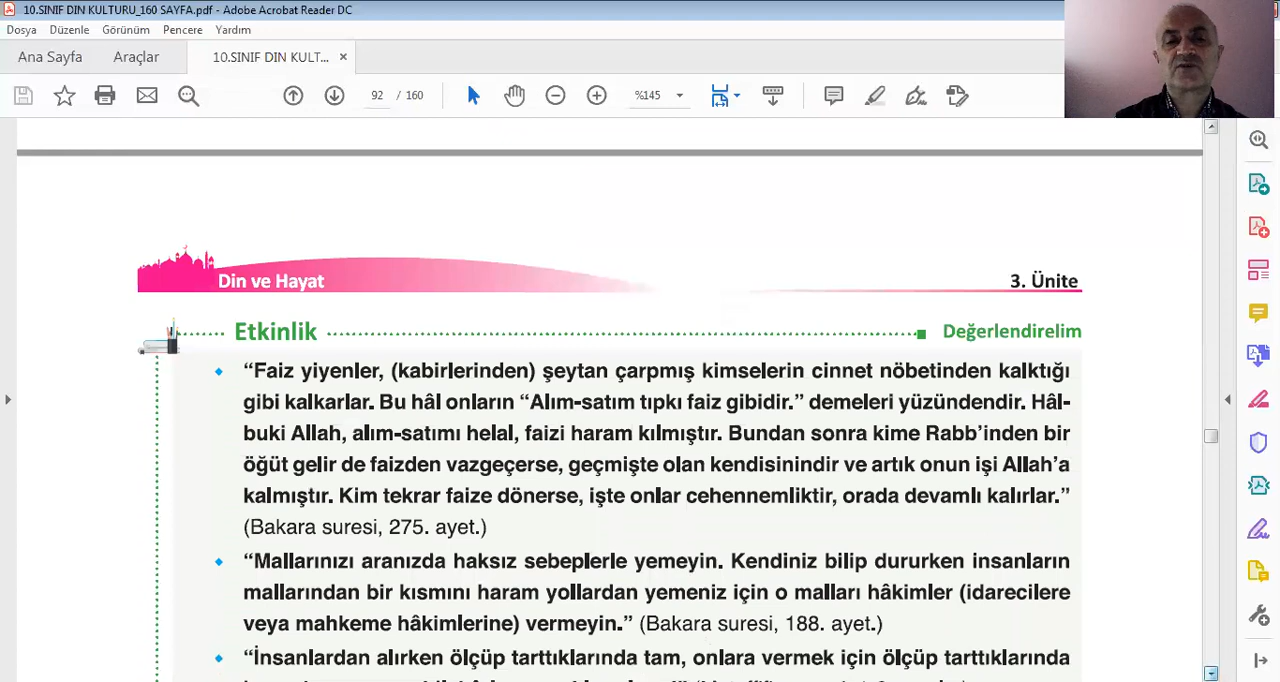 10.SINIF DIN KULTURU_160 SAYFA.pdf - Adobe Acrobat Reader DC
Dosya Düzenle Görünüm Pencere Yardım
Ana Sayfa Araçlar 10.SINIF DIN KULT... ×
92 / 160 %145
Din ve Hayat 3. Ünite
Etkinlik Değerlendirelim
“Faiz yiyenler, (kabirlerinden) şeytan çarpmış kimselerin cinnet nöbetinden kalktığı
gibi kalkarlar. Bu hâl onların “Alım-satım tıpkı faiz gibidir.” demeleri yüzündendir. Hâl-
buki Allah, alım-satımı helal, faizi haram kılmıştır. Bundan sonra kime Rabb’inden bir
öğüt gelir de faizden vazgeçerse, geçmişte olan kendisinindir ve artık onun işi Allah’a
kalmıştır. Kim tekrar faize dönerse, işte onlar cehennemliktir, orada devamlı kalırlar.”
(Bakara suresi, 275. ayet.)
“Mallarınızı aranızda haksız sebeplerle yemeyin. Kendiniz bilip dururken insanların
mallarından bir kısmını haram yollardan yemeniz için o malları hâkimler (idarecilere
veya mahkeme hâkimlerine) vermeyin.” (Bakara suresi, 188. ayet.)
“İnsanlardan alırken ölçüp tarttıklarında tam, onlara vermek için ölçüp tarttıklarında